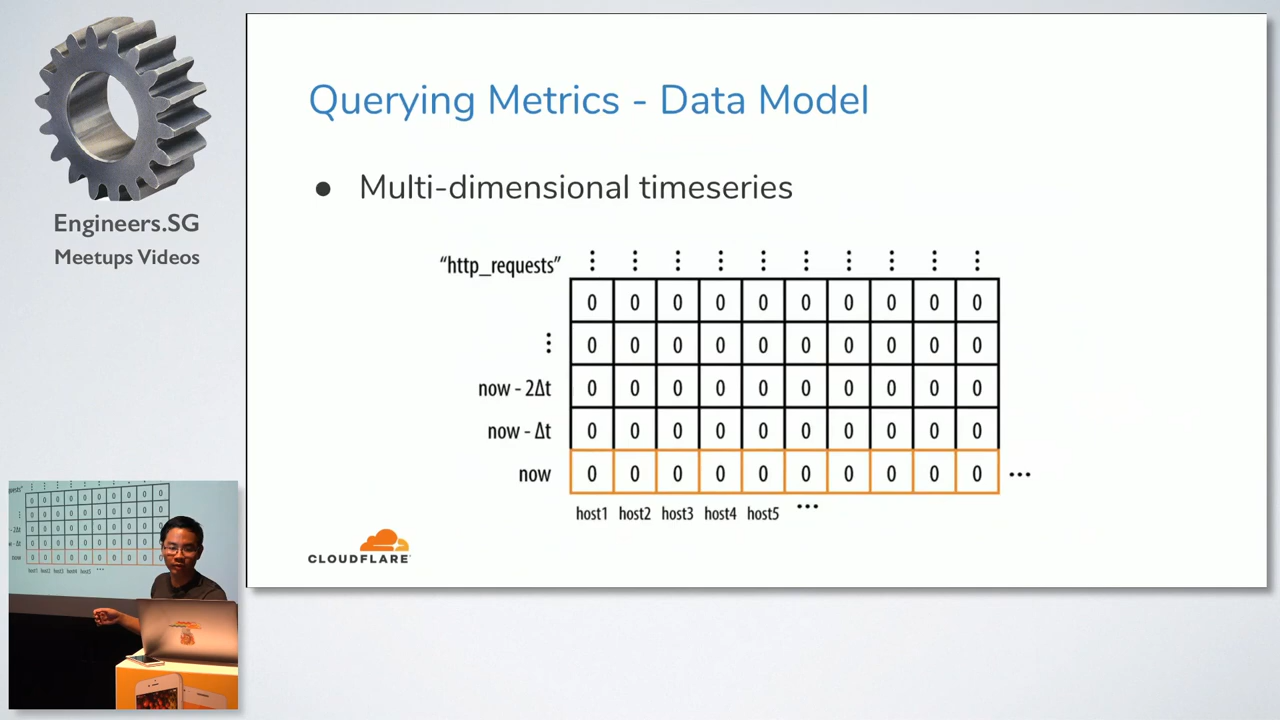 Engineers.SG
Meetups Videos
Querying Metrics - Data Model
● Multi-dimensional timeseries
“http_requests” ⋮ ⋮ ⋮ ⋮ ⋮ ⋮ ⋮ ⋮ ⋮ ⋮
0 0 0 0 0 0 0 0 0 0
⋮ 0 0 0 0 0 0 0 0 0 0
now - 2Δt 0 0 0 0 0 0 0 0 0 0
now - Δt 0 0 0 0 0 0 0 0 0 0
now 0 0 0 0 0 0 0 0 0 0 ...
host1 host2 host3 host4 host5 ...
CLOUDFLARE